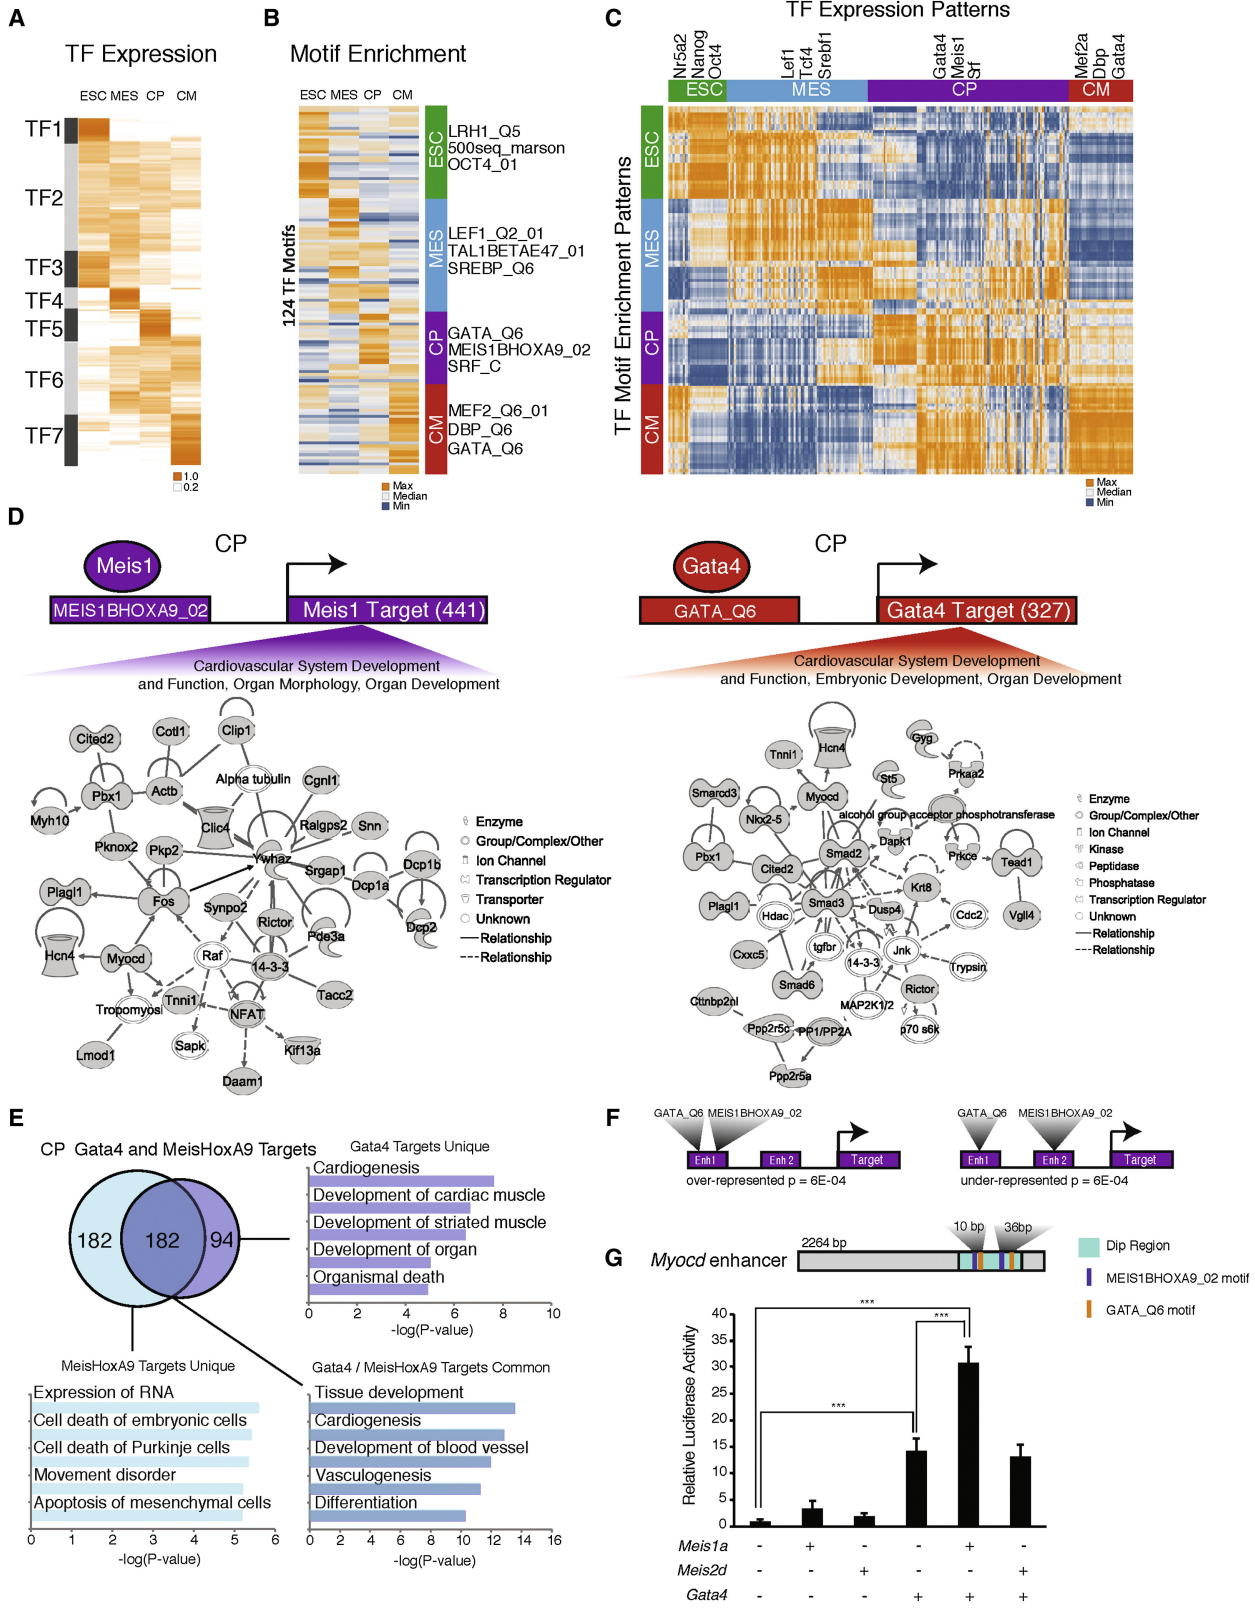 A
TF Expression
ESC MES CP CM
TF1
TF2
TF3
TF4
TF5
TF6
TF7
1.0
0.2
B
Motif Enrichment
ESC MES CP CM
124 TF Motifs
ESC
MES
CP
CM
LRH1_Q5
500seq_marson
OCT4_01
LEF1_Q2_01
TAL1BETAE47_01
SREBP_Q6
GATA_Q6
MEIS1BHOXA9_02
SRF_C
MEF2_Q6_01
DBP_Q6
GATA_Q6
Max
Median
Min
C
TF Expression Patterns
Nr5a2
Nanog
Oct4
Lef1
Tcf4
Srebf1
Gata4
Meis1
Srf
Mef2a
Dbp
Gata4
ESC MES CP CM
TF Motif Enrichment Patterns
ESC
MES
CP
CM
Max
Median
Min
D
CP
Meis1
MEIS1BHOXA9_02
Meis1 Target (441)
Cardiovascular System Development
and Function, Organ Morphology, Organ Development
Cited2
Cotl1
Clip1
Alpha tubulin
Cgnl1
Pbx1
Actb
Myh10
Clic4
Ralgps2
Snn
Pknox2
Pkp2
Ywhaz
Srgap1
Dcp1b
Dcp1a
Plagl1
Fos
Synpo2
Rictor
Pde3a
Dcp2
Hcn4
Myocd
Raf
14-3-3
Tacc2
Tropomyosi
Tnni1
NFAT
Lmod1
Sapk
Kif13a
Daam1
Enzyme
Group/Complex/Other
Ion Channel
Transcription Regulator
Transporter
Unknown
Relationship
Relationship
CP
Gata4
GATA_Q6
Gata4 Target (327)
Cardiovascular System Development
and Function, Embryonic Development, Organ Development
Hcn4
Gyg
Tnni1
St5
Prkaa2
Smarcd3
Myocd
alcohol group acceptor phosphotransferase
Nkx2-5
Dapk1
Pbx1
Smad2
Prkce
Tead1
Cited2
Krt8
Plagl1
Smad3
Dusp4
Hdac
Cdc2
Vgll4
Cxxc5
tgfbr
14-3-3
Jnk
Trypsin
Smad6
Rictor
Cttnbp2nl
MAP2K1/2
Ppp2r5c
PP1/PP2A
p70 s6k
Ppp2r5a
Enzyme
Group/Complex/Other
Ion Channel
Kinase
Peptidase
Phosphatase
Transcription Regulator
Unknown
Relationship
Relationship
E
CP Gata4 and MeisHoxA9 Targets
182
182
94
Gata4 Targets Unique
Cardiogenesis
Development of cardiac muscle
Development of striated muscle
Development of organ
Organismal death
0 2 4 6 8 10
-log(P-value)
MeisHoxA9 Targets Unique
Expression of RNA
Cell death of embryonic cells
Cell death of Purkinje cells
Movement disorder
Apoptosis of mesenchymal cells
0 1 2 3 4 5 6
-log(P-value)
Gata4 / MeisHoxA9 Targets Common
Tissue development
Cardiogenesis
Development of blood vessel
Vasculogenesis
Differentiation
0 2 4 6 8 10 12 14 16
-log(P-value)
F
GATA_Q6 MEIS1BHOXA9_02
Enh1 Enh 2 Target
over-represented p = 6E-04
GATA_Q6 MEIS1BHOXA9_02
Enh1 Enh 2 Target
under-represented p = 6E-04
G
Myocd enhancer
2264 bp
10 bp
36bp
Dip Region
MEIS1BHOXA9_02 motif
GATA_Q6 motif
Relative Luciferase Activity
40
35
30
25
20
15
10
5
0
***
***
***
Meis1a - + - - + -
Meis2d - - + - - +
Gata4 - - - + + +